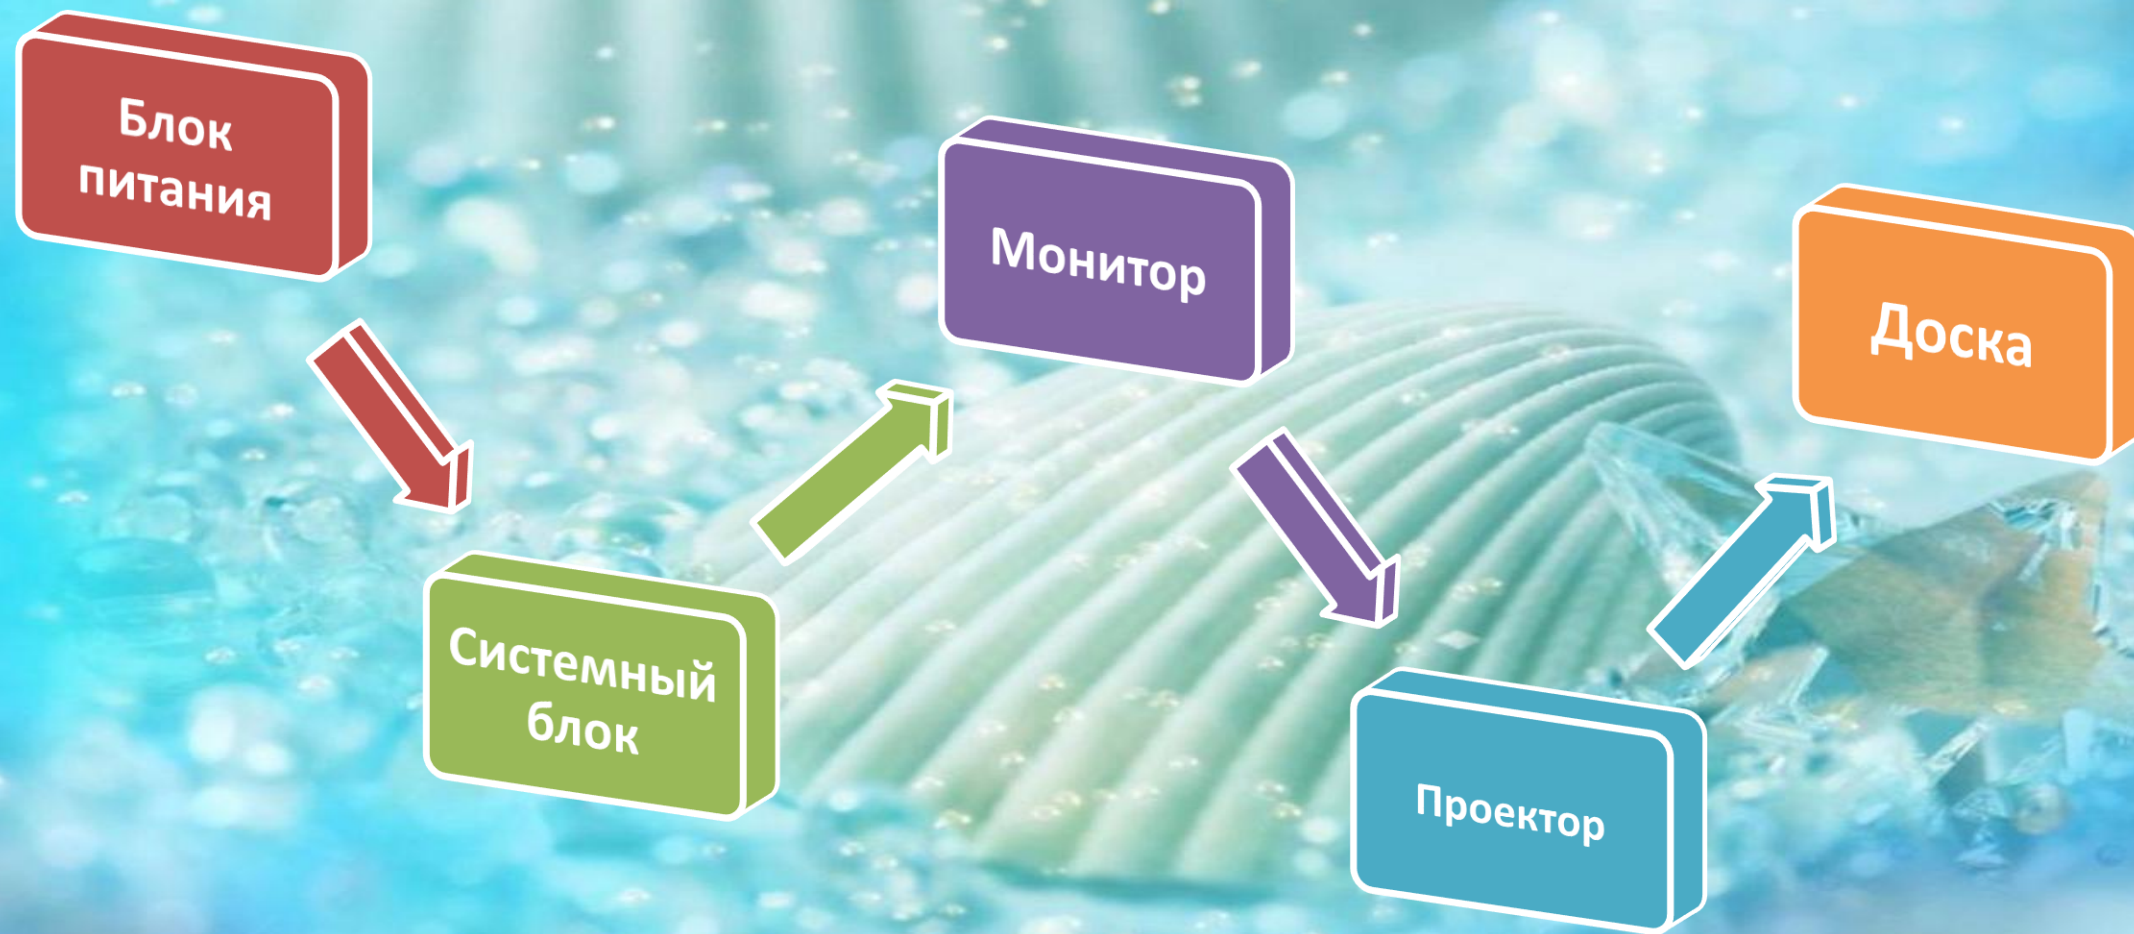 Блок
питания
Системный
блок
Монитор
Проектор
Доска